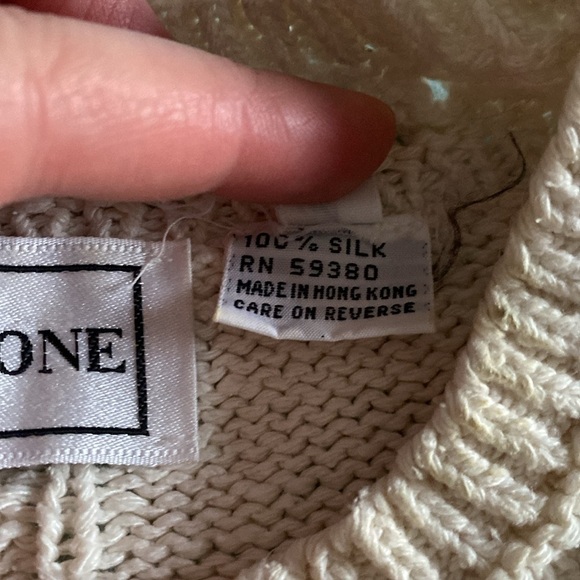 ONE
100% SILK
RN 59380
MADE IN HONG KONG
CARE ON REVERSE